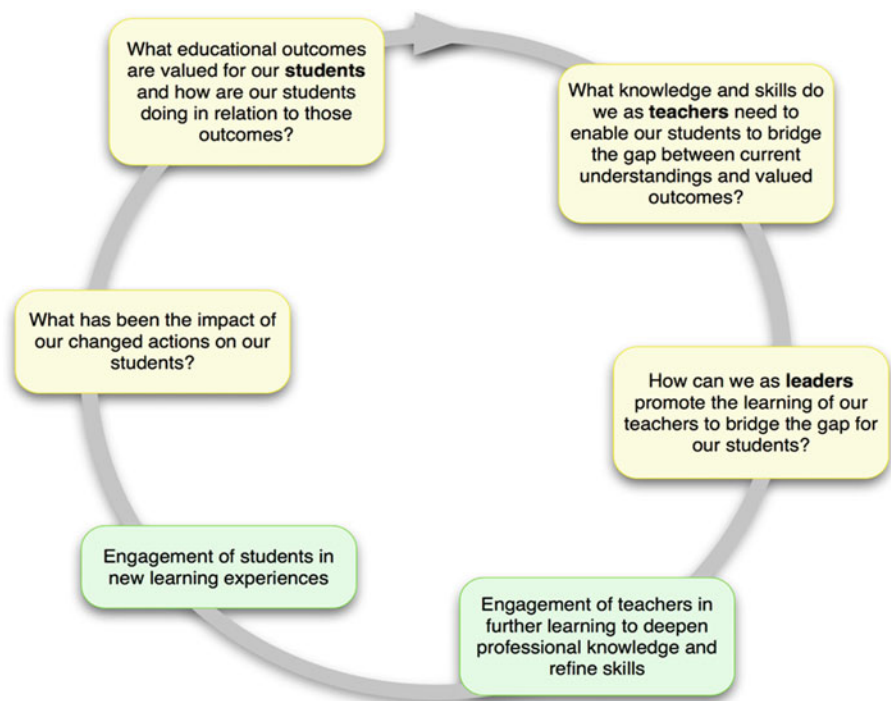 What educational outcomes
are valued for our students
and how are our students
doing in relation to those
outcomes?
What knowledge and skills do
we as teachers need to
enable our students to bridge
the gap between current
understandings and valued
outcomes?
How can we as leaders
promote the learning of our
teachers to bridge the gap for
our students?
Engagement of teachers in
further learning to deepen
professional knowledge and
refine skills
Engagement of students in
new learning experiences
What has been the impact of
our changed actions on our
students?